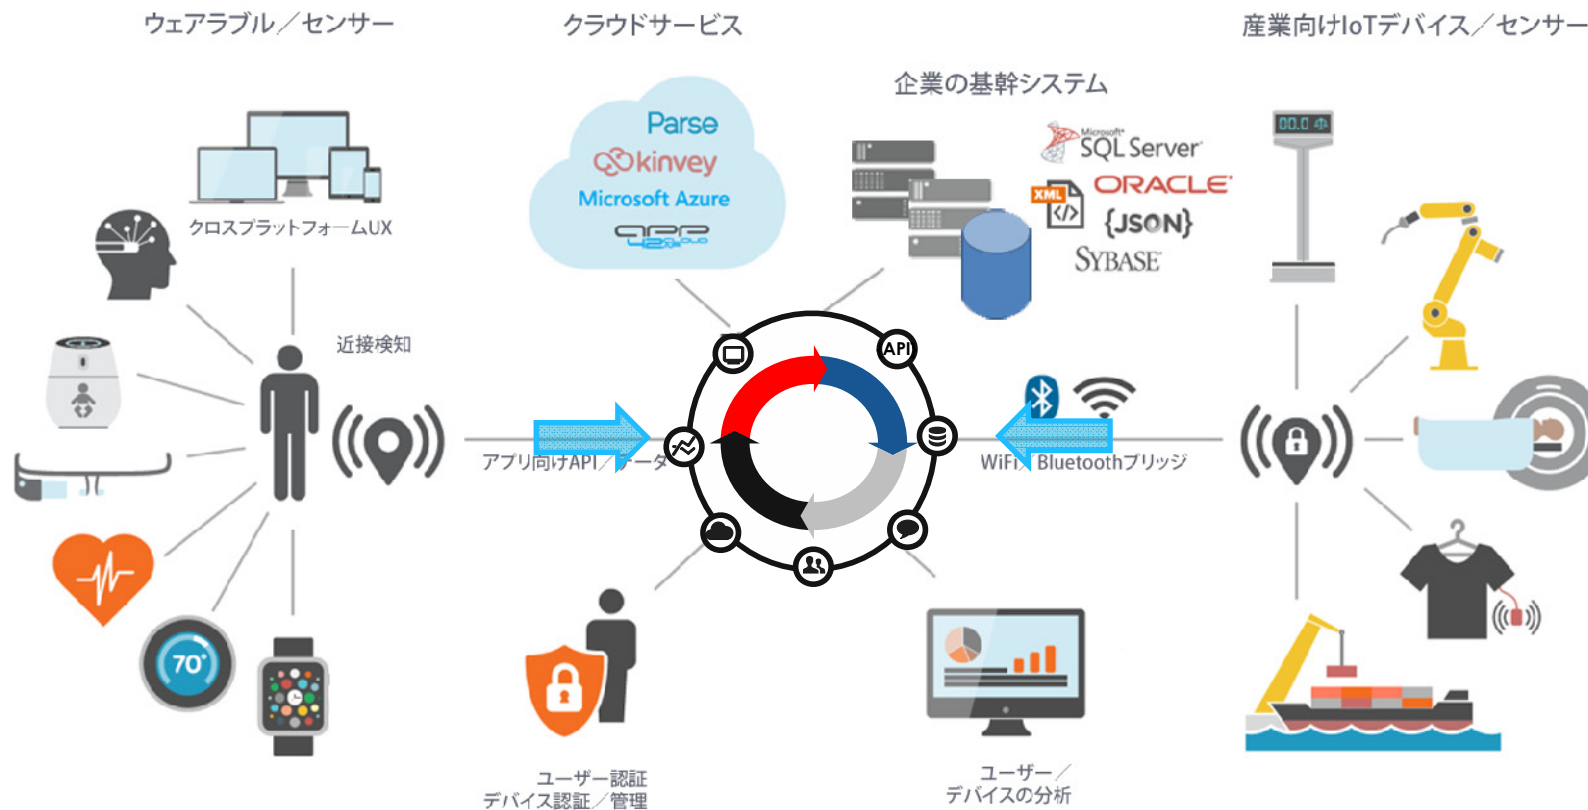 ウェアラブル／センサー
クラウドサービス
産業向けIoTデバイス／センサー
企業の基幹システム
Parse
kinvey
Microsoft Azure
app
42 CLOUD
Microsoft
SQL Server
ORACLE
XML
</>
{JSON}
SYBASE
00.0
クロスプラットフォームUX
近接検知
API
アプリ向けAPI／データ
WiFi／Bluetoothブリッジ
70°
ユーザー認証
デバイス認証／管理
ユーザー／
デバイスの分析